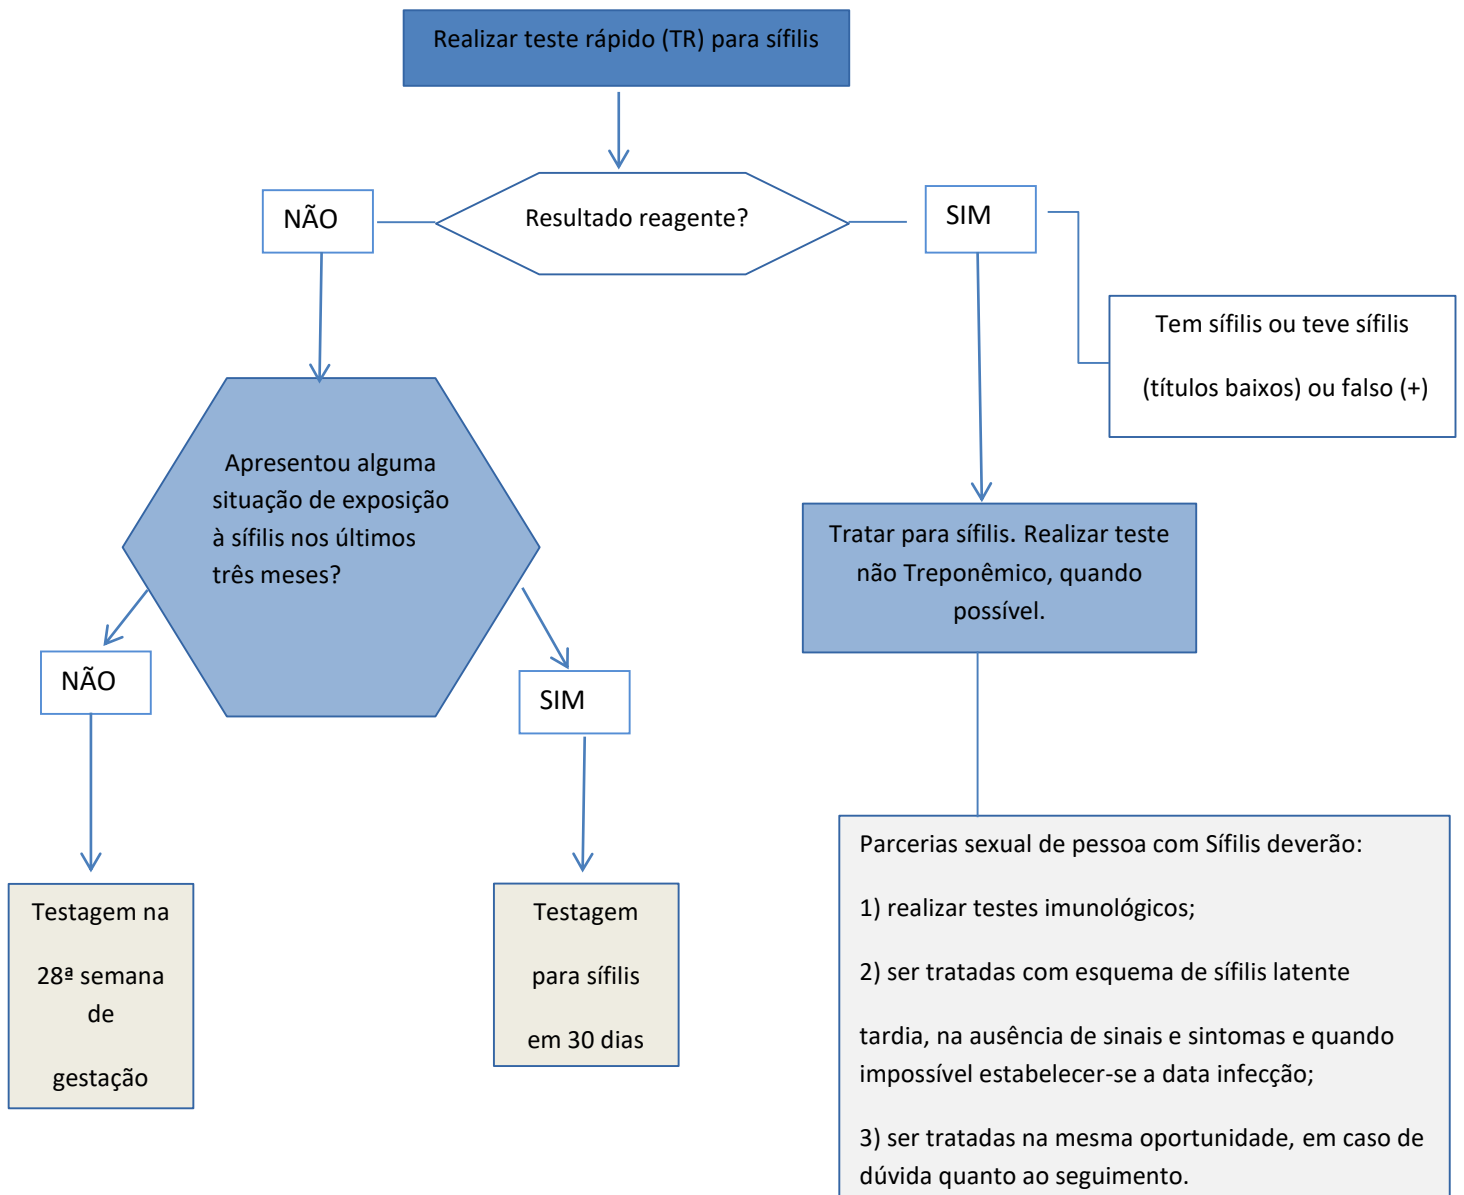 Realizar teste rápido (TR) para sífilis
NÃO
Resultado reagente?
SIM
Tem sífilis ou teve sífilis
(títulos baixos) ou falso (+)
Apresentou alguma
situação de exposição
à sífilis nos últimos
três meses?
Tratar para sífilis. Realizar teste
não Treponêmico, quando
possível.
NÃO
SIM
Testagem na
28ª semana
de
gestação
Testagem
para sífilis
em 30 dias
Parcerias sexual de pessoa com Sífilis deverão:
1) realizar testes imunológicos;
2) ser tratadas com esquema de sífilis latente
tardia, na ausência de sinais e sintomas e quando
impossível estabelecer-se a data infecção;
3) ser tratadas na mesma oportunidade, em caso de
dúvida quanto ao seguimento.